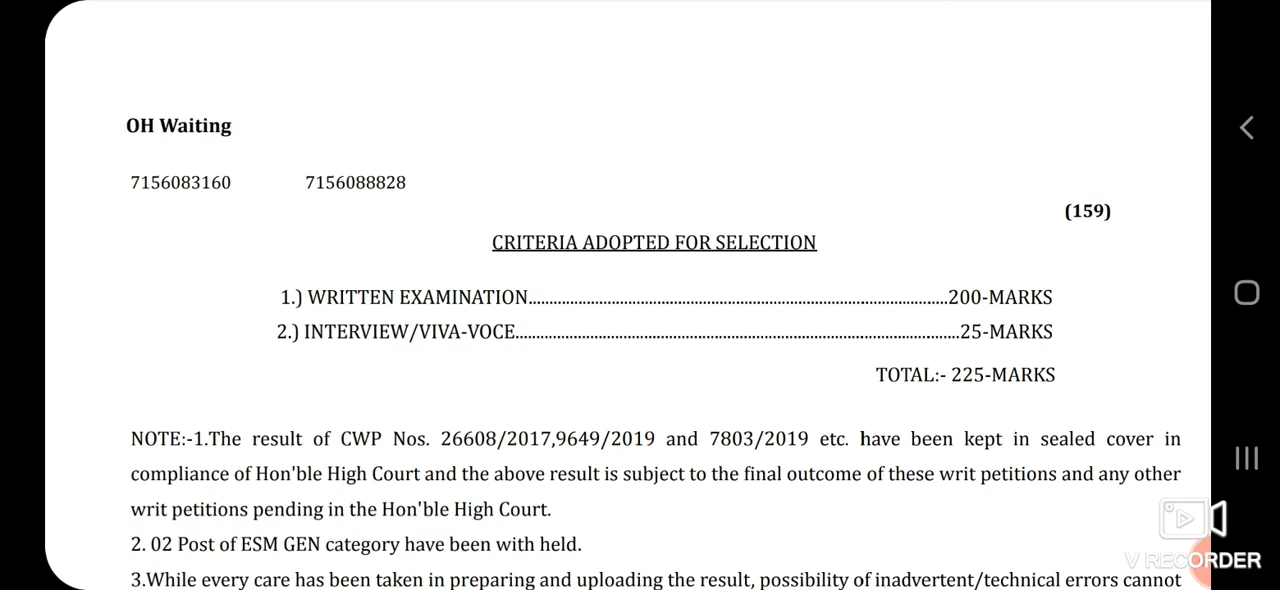 OH Waiting
7156083160 7156088828
(159)
CRITERIA ADOPTED FOR SELECTION
1.) WRITTEN EXAMINATION....................................................................................................200-MARKS
2.) INTERVIEW/VIVA-VOCE..........................................................................................................25-MARKS
TOTAL:- 225-MARKS
NOTE:-1.The result of CWP Nos. 26608/2017,9649/2019 and 7803/2019 etc. have been kept in sealed cover in
compliance of Hon'ble High Court and the above result is subject to the final outcome of these writ petitions and any other
writ petitions pending in the Hon'ble High Court.
2. 02 Post of ESM GEN category have been with held.
3.While every care has been taken in preparing and uploading the result, possibility of inadvertent/technical errors cannot
V RECORDER